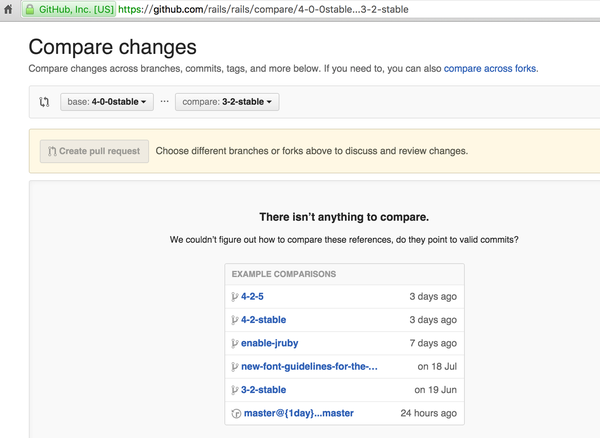 GitHub, Inc. [US] https://github.com/rails/rails/compare/4-0-0stable...3-2-stable
Compare changes
Compare changes across branches, commits, tags, and more below. If you need to, you can also compare across forks.
base: 4-0-0stable ... compare: 3-2-stable
Create pull request Choose different branches or forks above to discuss and review changes.
There isn’t anything to compare.
We couldn’t figure out how to compare these references, do they point to valid commits?
EXAMPLE COMPARISONS
4-2-5 3 days ago
4-2-stable 3 days ago
enable-jruby 7 days ago
new-font-guidelines-for-the-... on 18 Jul
3-2-stable on 19 Jun
master@{1day}...master 24 hours ago